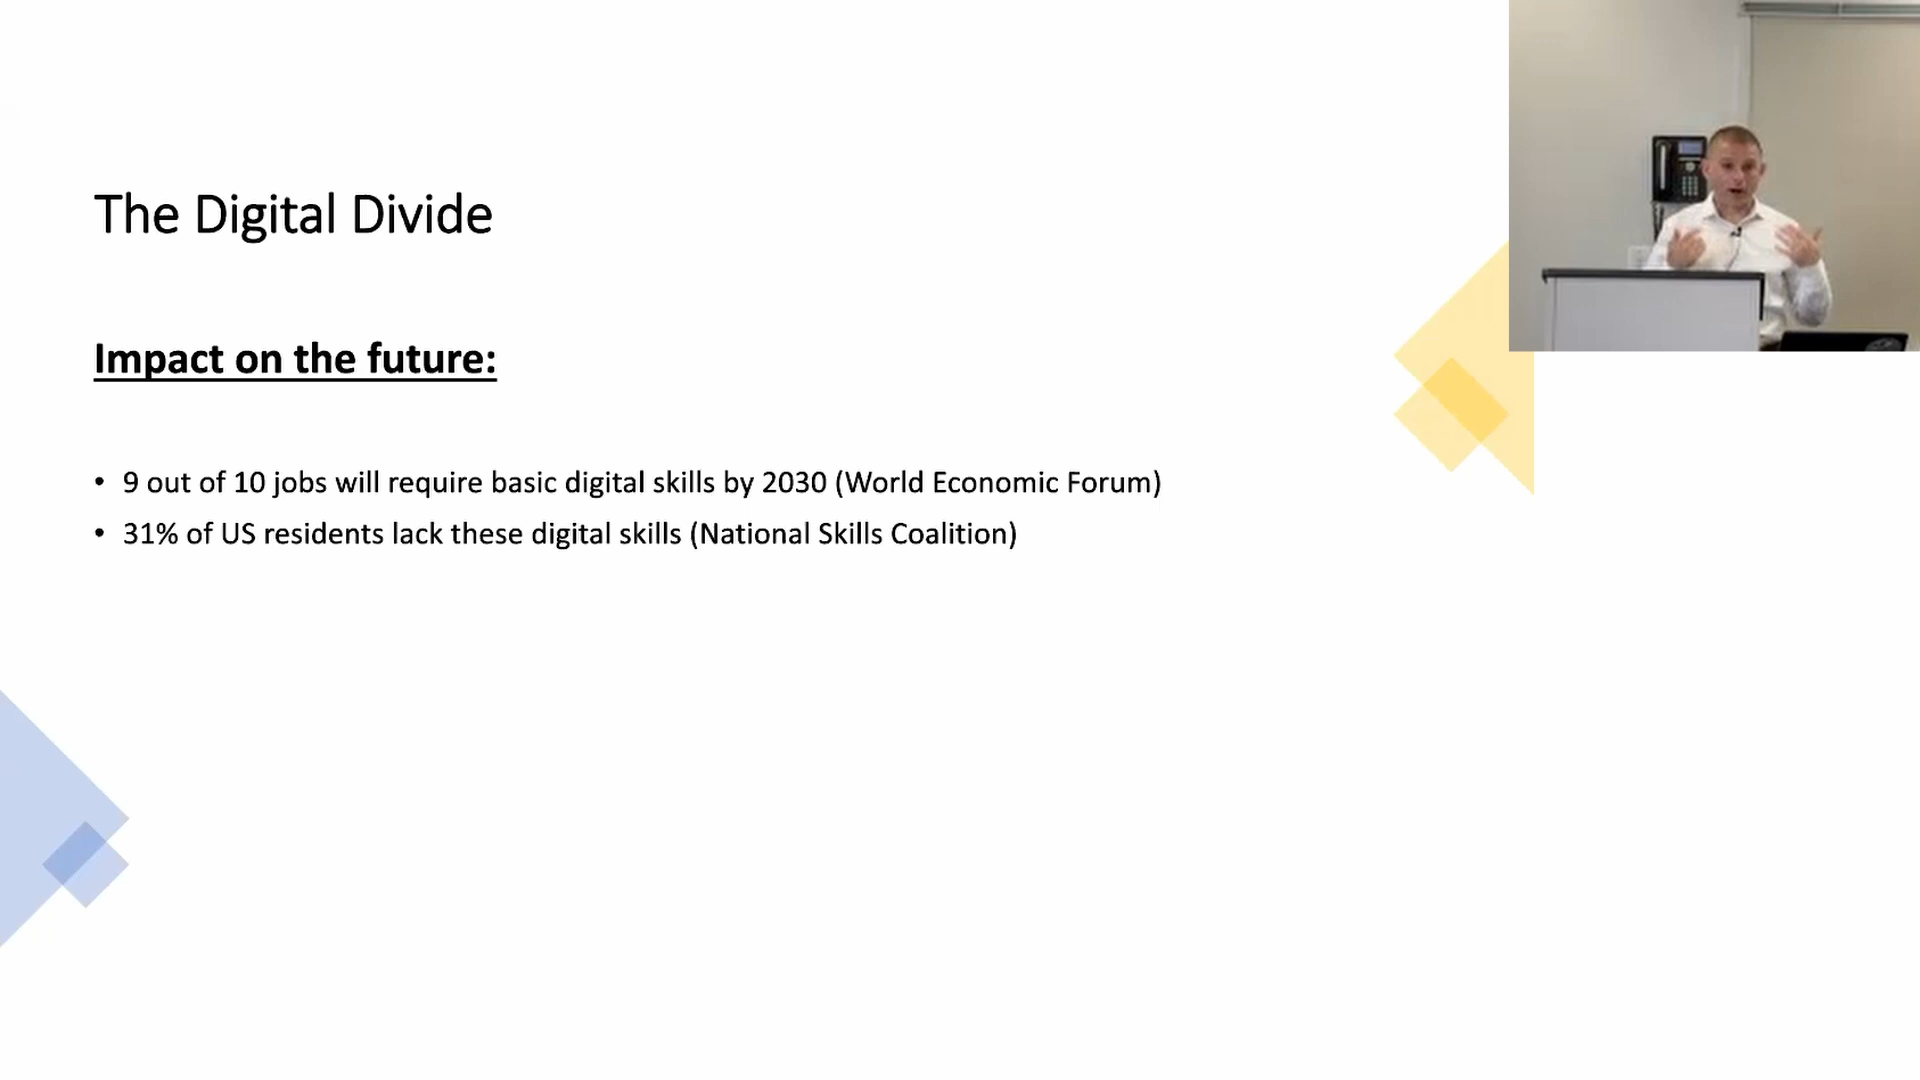 The Digital Divide
Impact on the future:
• 9 out of 10 jobs will require basic digital skills by 2030 (World Economic Forum)
• 31% of US residents lack these digital skills (National Skills Coalition)